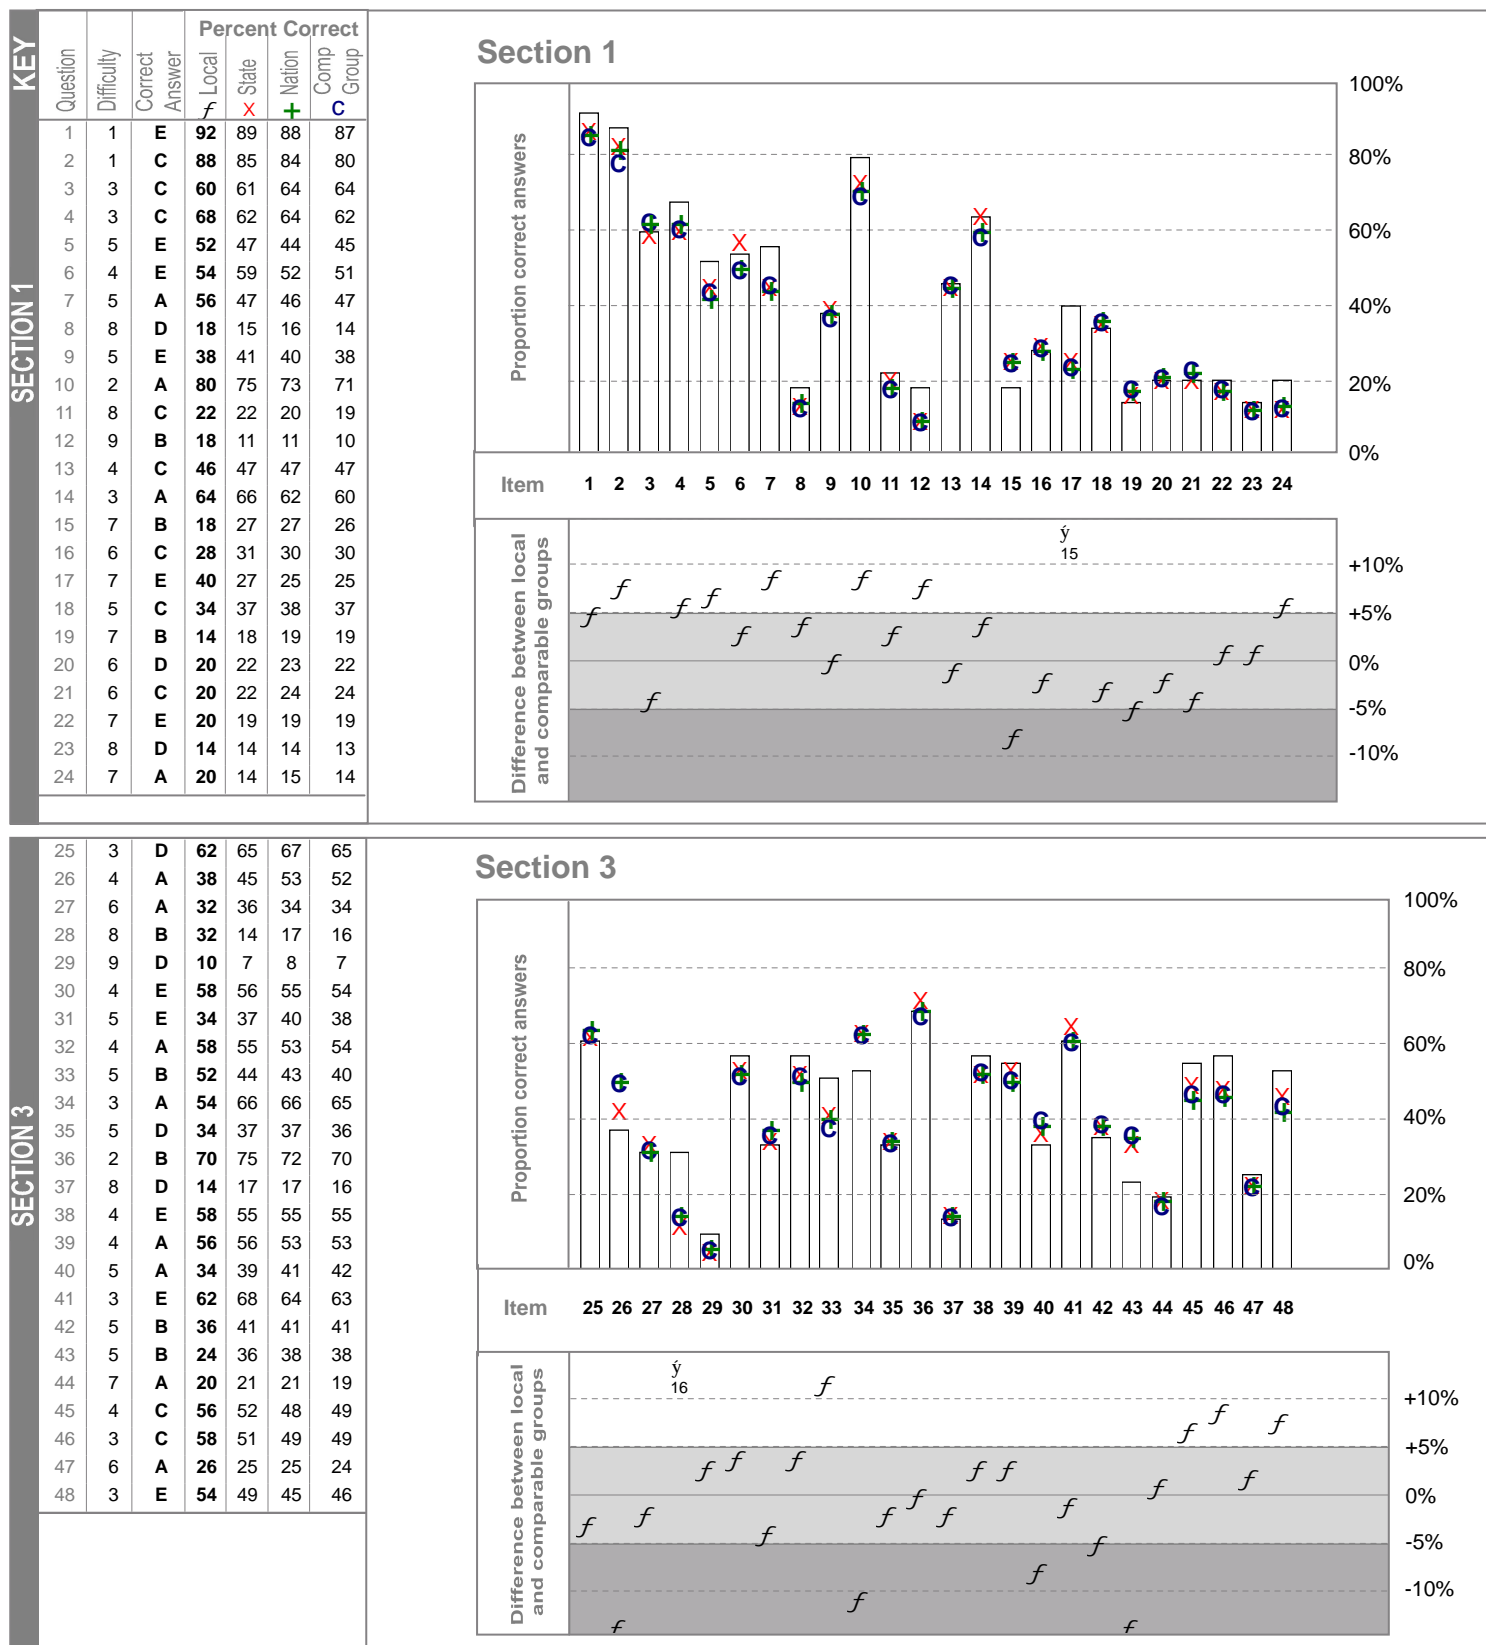 KEY
Percent Correct
Question Difficulty Correct Answer Local State Nation Comp Group
ƒ X + C
SECTION 1
1 1 E 92 89 88 87
2 1 C 88 85 84 80
3 3 C 60 61 64 64
4 3 C 68 62 64 62
5 5 E 52 47 44 45
6 4 E 54 59 52 51
7 5 A 56 47 46 47
8 8 D 18 15 16 14
9 5 E 38 41 40 38
10 2 A 80 75 73 71
11 8 C 22 22 20 19
12 9 B 18 11 11 10
13 4 C 46 47 47 47
14 3 A 64 66 62 60
15 7 B 18 27 27 26
16 6 C 28 31 30 30
17 7 E 40 27 25 25
18 5 C 34 37 38 37
19 7 B 14 18 19 19
20 6 D 20 22 23 22
21 6 C 20 22 24 24
22 7 E 20 19 19 19
23 8 D 14 14 14 13
24 7 A 20 14 15 14
Section 1
Proportion correct answers
100%
80%
60%
40%
20%
0%
Item 1 2 3 4 5 6 7 8 9 10 11 12 13 14 15 16 17 18 19 20 21 22 23 24
Difference between local
and comparable groups
ý
15
+10%
+5%
0%
-5%
-10%
SECTION 3
25 3 D 62 65 67 65
26 4 A 38 45 53 52
27 6 A 32 36 34 34
28 8 B 32 14 17 16
29 9 D 10 7 8 7
30 4 E 58 56 55 54
31 5 E 34 37 40 38
32 4 A 58 55 53 54
33 5 B 52 44 43 40
34 3 A 54 66 66 65
35 5 D 34 37 37 36
36 2 B 70 75 72 70
37 8 D 14 17 17 16
38 4 E 58 55 55 55
39 4 A 56 56 53 53
40 5 A 34 39 41 42
41 3 E 62 68 64 63
42 5 B 36 41 41 41
43 5 B 24 36 38 38
44 7 A 20 21 21 19
45 4 C 56 52 48 49
46 3 C 58 51 49 49
47 6 A 26 25 25 24
48 3 E 54 49 45 46
Section 3
Proportion correct answers
100%
80%
60%
40%
20%
0%
Item 25 26 27 28 29 30 31 32 33 34 35 36 37 38 39 40 41 42 43 44 45 46 47 48
Difference between local
and comparable groups
ý
16
+10%
+5%
0%
-5%
-10%